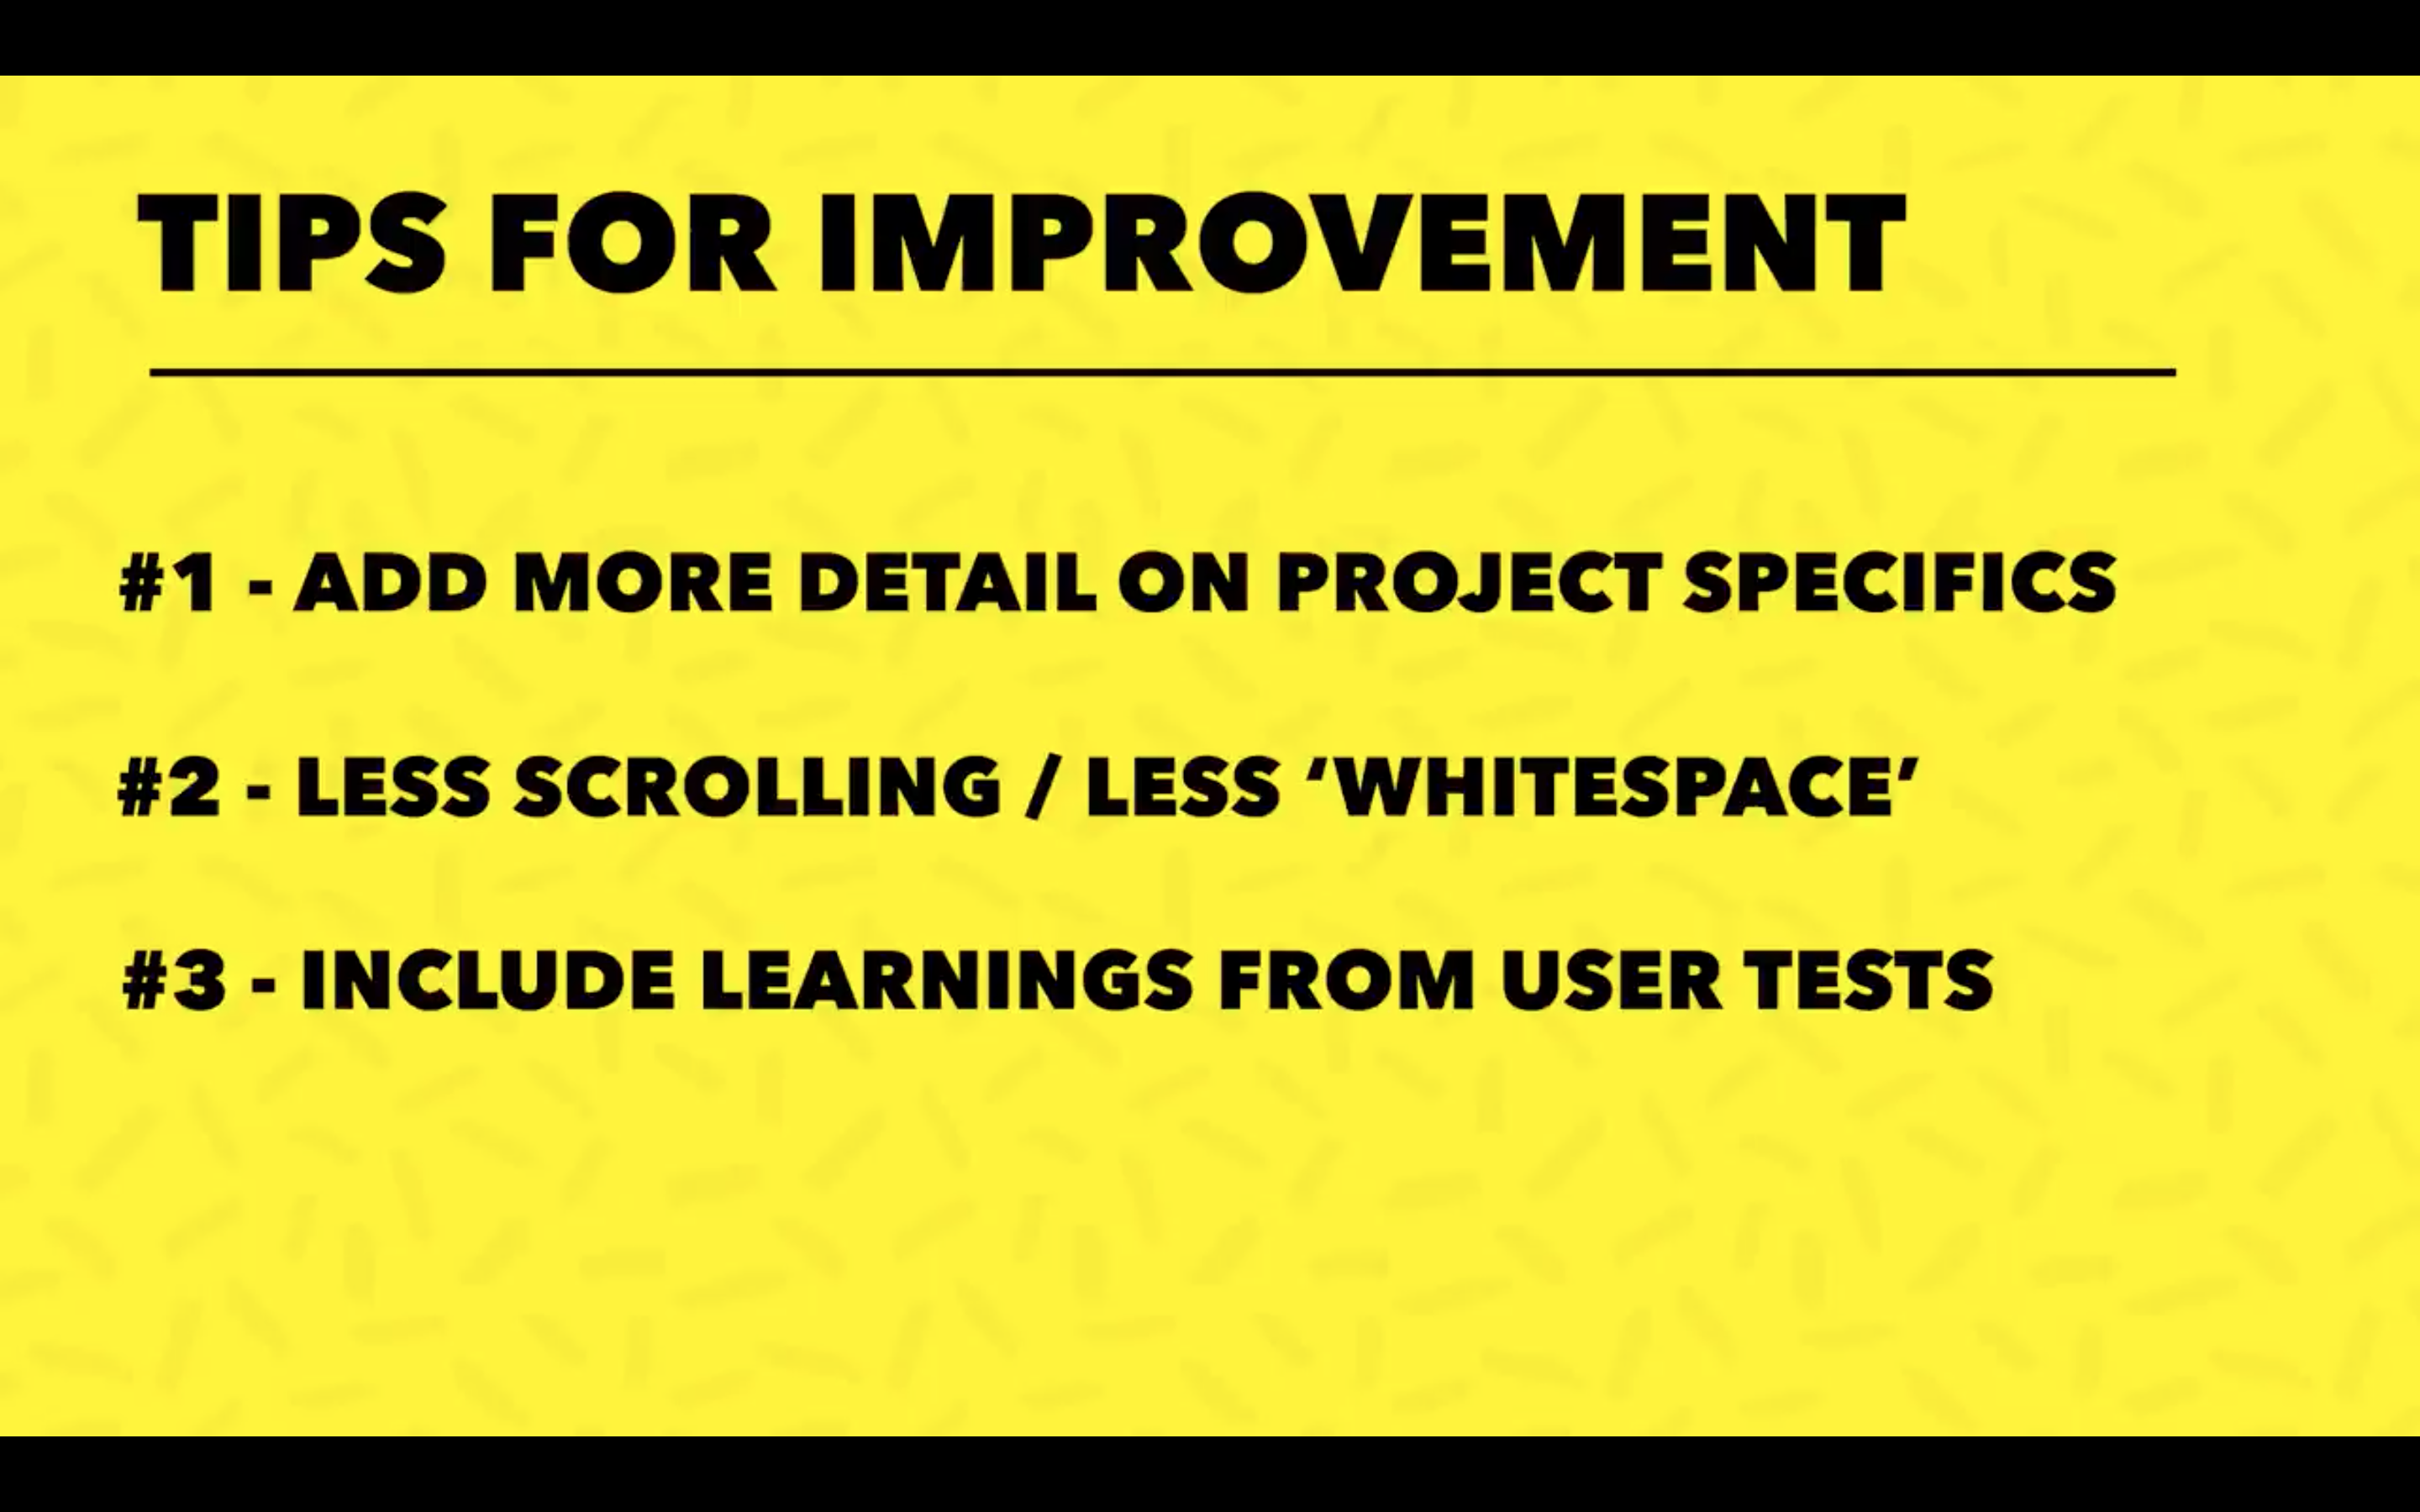 TIPS FOR IMPROVEMENT
#1 - ADD MORE DETAIL ON PROJECT SPECIFICS
#2 - LESS SCROLLING / LESS ‘WHITESPACE’
#3 - INCLUDE LEARNINGS FROM USER TESTS